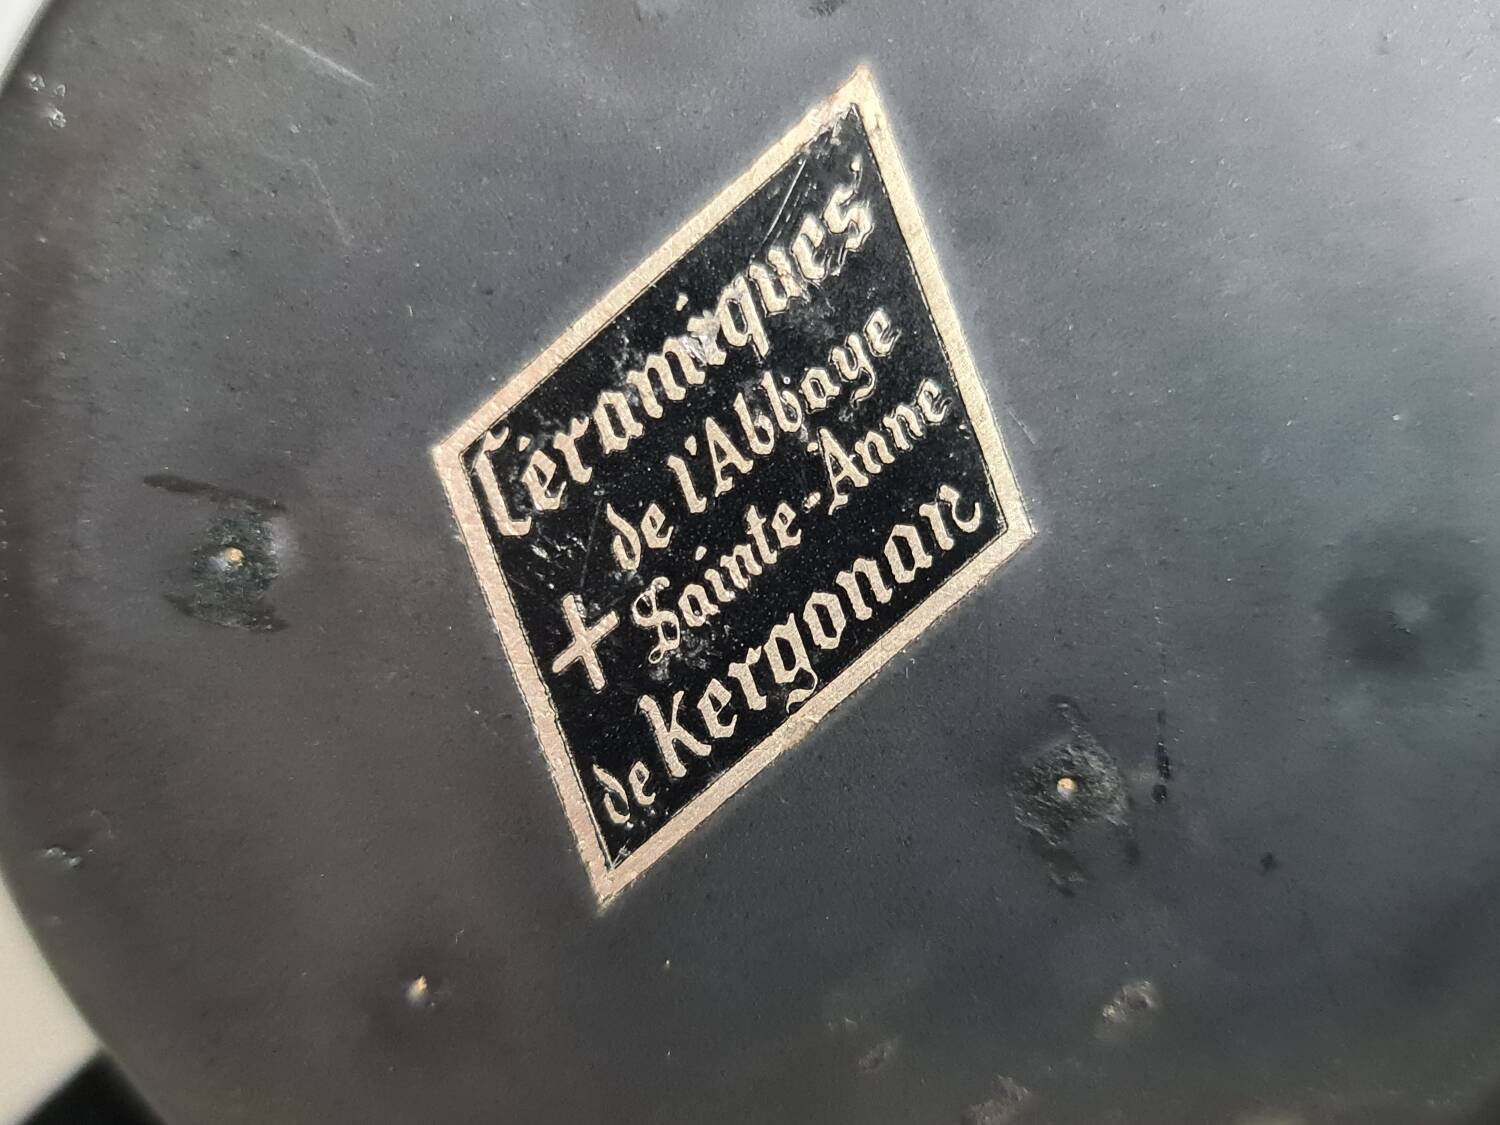 Céramiques
de l'Abbaye
+ Sainte-Anne
de Kergonan